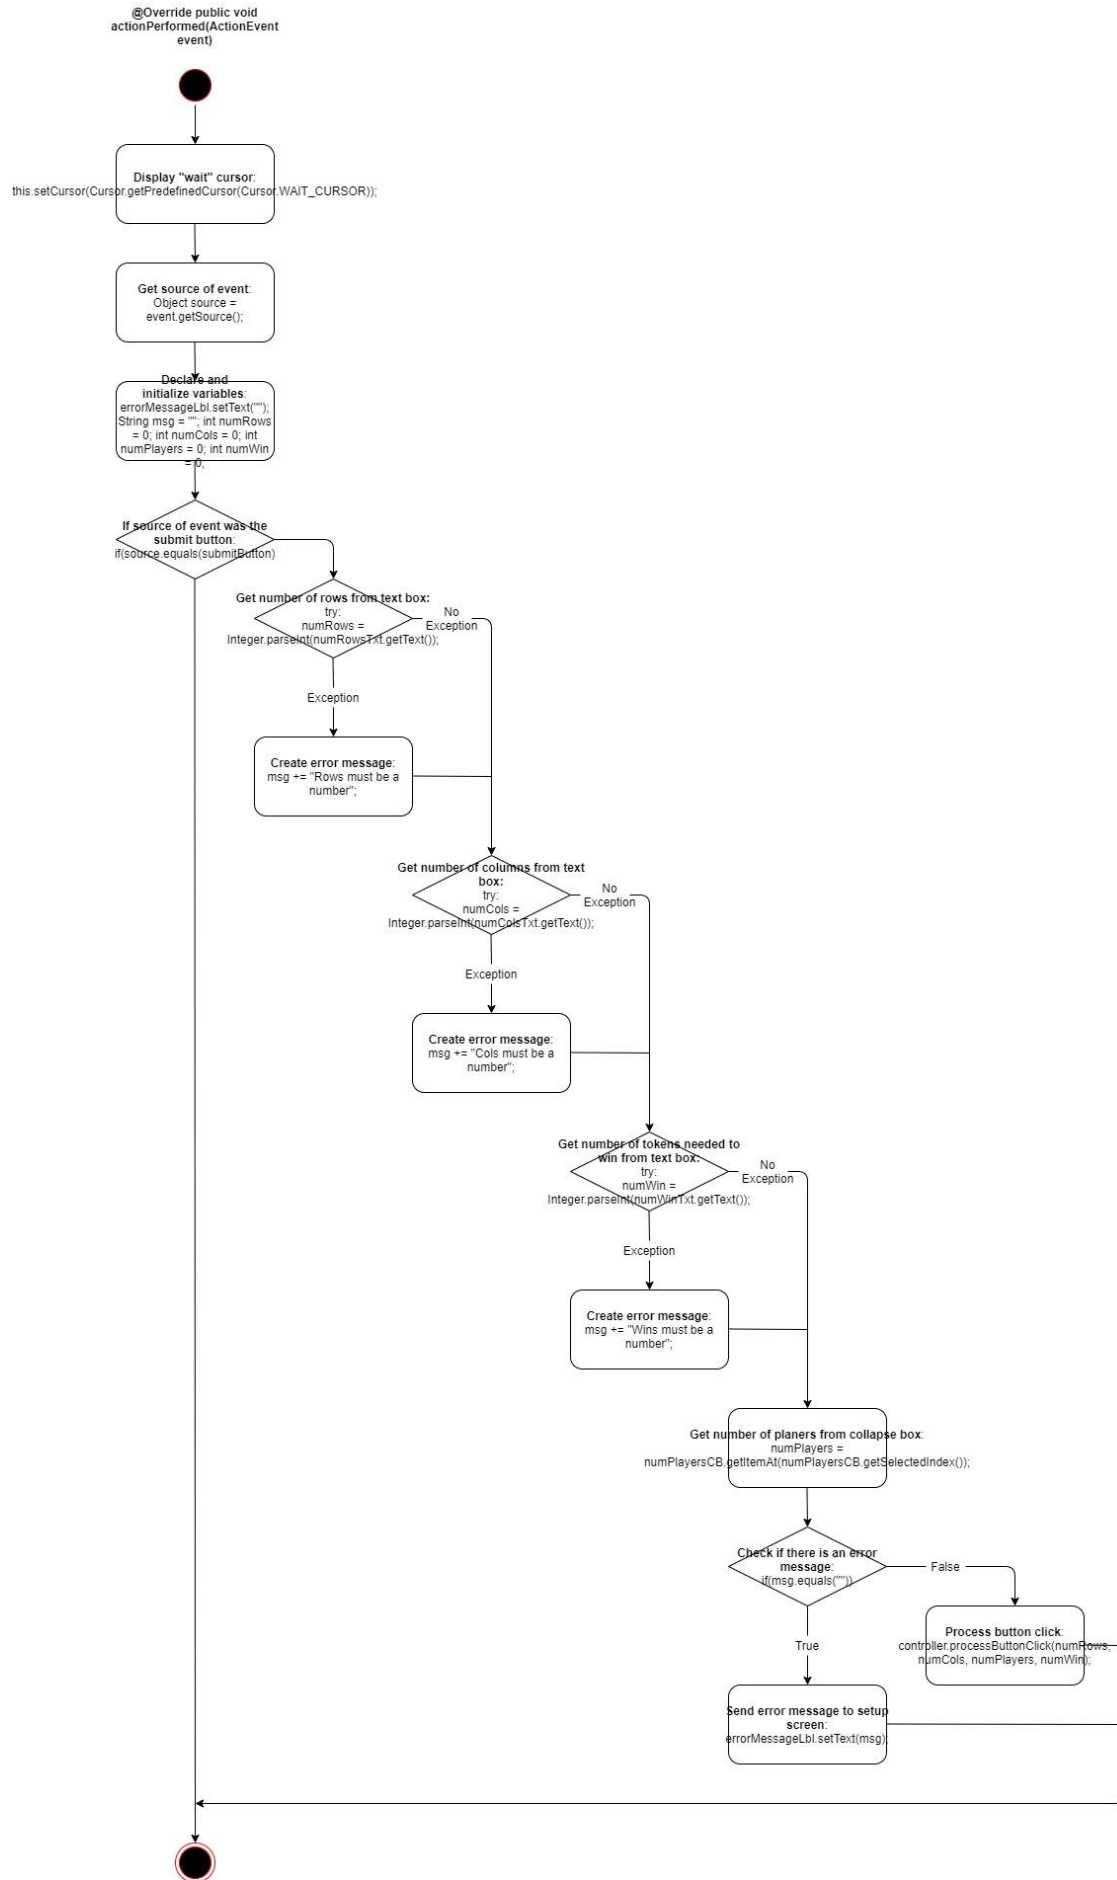 @Override public void
actionPerformed(ActionEvent
event)
Display "wait" cursor:
this.setCursor(Cursor.getPredefinedCursor(Cursor.WAIT_CURSOR));
Get source of event:
Object source =
event.getSource();
Declare and
initialize variables:
errorMessageLbl.setText("");
String msg = ""; int numRows
= 0; int numCols = 0; int
numPlayers = 0; int numWin
= 0;
If source of event was the
submit button:
if(source.equals(submitButton)
Get number of rows from text box:
try:
numRows =
Integer.parseInt(numRowsTxt.getText());
No
Exception
Exception
Create error message:
msg += "Rows must be a
number";
Get number of columns from text
box:
try:
numCols =
Integer.parseInt(numColsTxt.getText());
No
Exception
Exception
Create error message:
msg += "Cols must be a
number";
Get number of tokens needed to
win from text box:
try:
numWin =
Integer.parseInt(numWinTxt.getText());
No
Exception
Exception
Create error message:
msg += "Wins must be a
number";
Get number of planers from collapse box:
numPlayers =
numPlayersCB.getItemAt(numPlayersCB.getSelectedIndex());
Check if there is an error
message:
if(msg.equals(""))
False
True
Process button click:
controller.processButtonClick(numRows,
numCols, numPlayers, numWin);
Send error message to setup
screen:
errorMessageLbl.setText(msg);